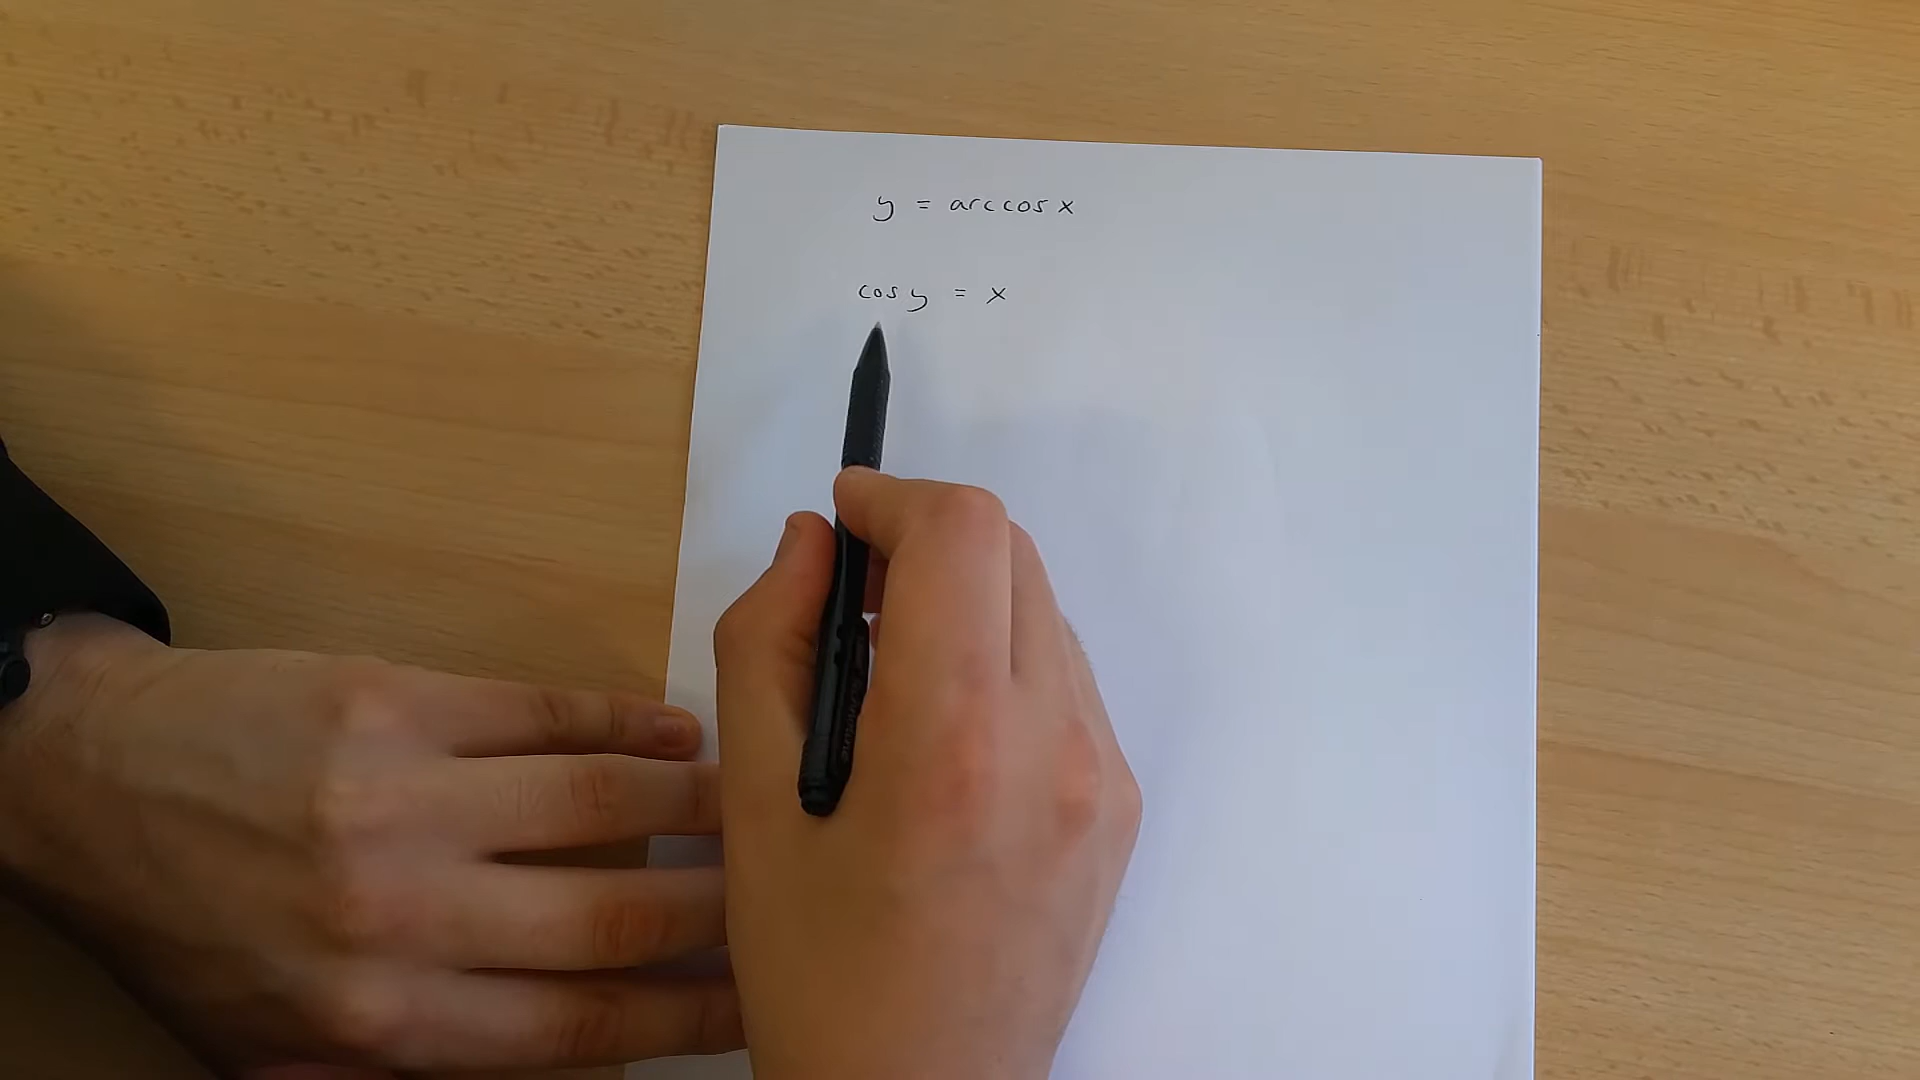 y = arccos x
cos y = x